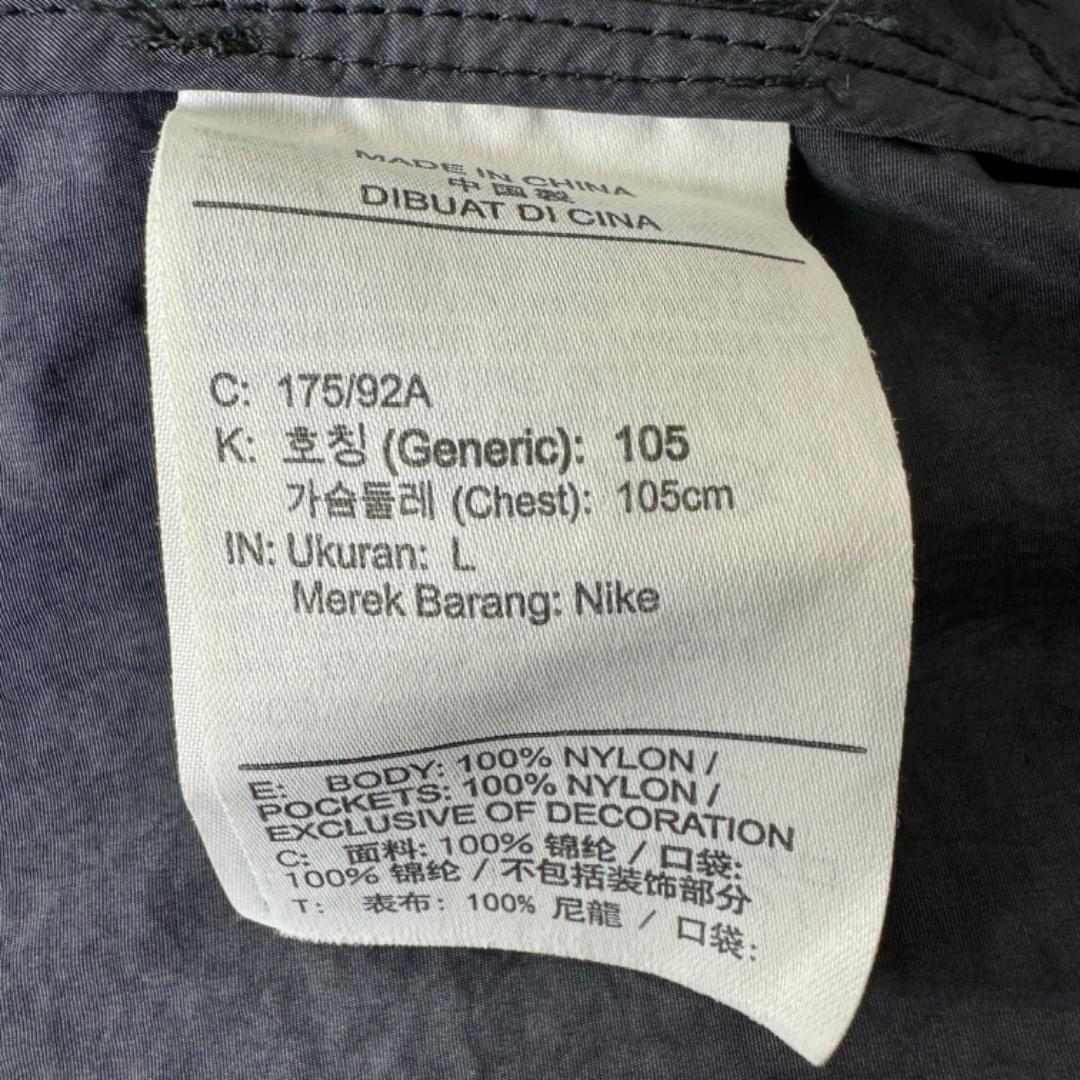 MADE IN CHINA
中国製
DIBUAT DI CINA
C: 175/92A
K: 호칭 (Generic): 105
가슴둘레 (Chest): 105cm
IN: Ukuran: L
Merek Barang: Nike
E: BODY: 100% NYLON /
POCKETS: 100% NYLON /
EXCLUSIVE OF DECORATION
C: 面料: 100% 锦纶 / 口袋:
100% 锦纶 / 不包括装饰部分
T: 表布: 100% 尼龍 / 口袋: